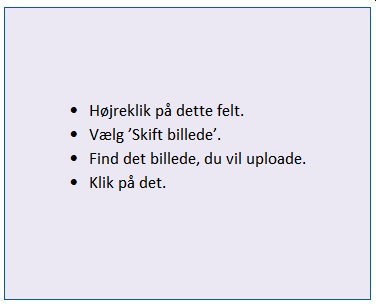 • Højreklik på dette felt.
• Vælg ’Skift billede’.
• Find det billede, du vil uploade.
• Klik på det.